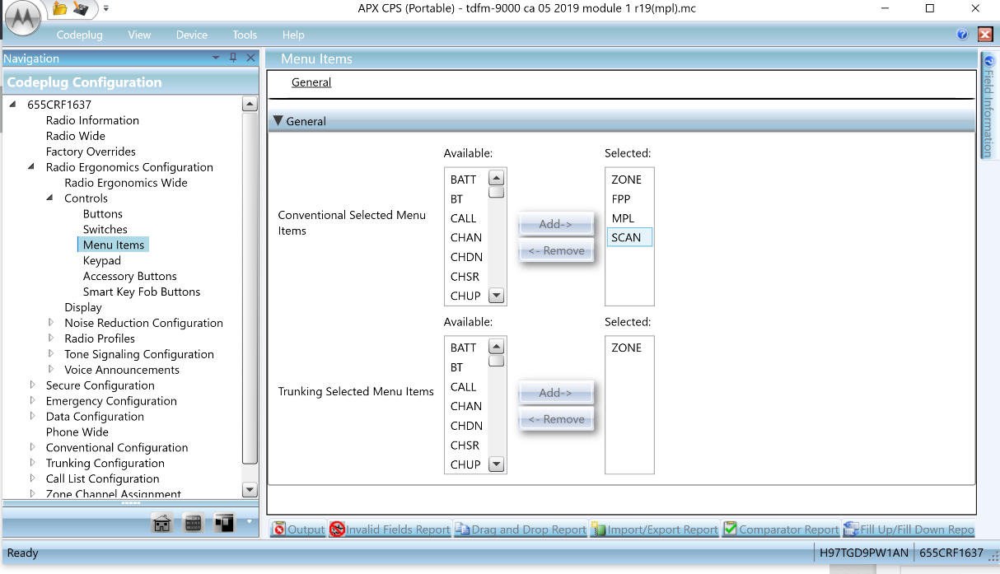 APX CPS (Portable) - tdfm-9000 ca 05 2019 module 1 r19(mpl).mc
Codeplug View Device Tools Help
Navigation
Codeplug Configuration
655CRF1637
Radio Information
Radio Wide
Factory Overrides
Radio Ergonomics Configuration
Radio Ergonomics Wide
Controls
Buttons
Switches
Menu Items
Keypad
Accessory Buttons
Smart Key Fob Buttons
Display
Noise Reduction Configuration
Radio Profiles
Tone Signaling Configuration
Voice Announcements
Secure Configuration
Emergency Configuration
Data Configuration
Phone Wide
Conventional Configuration
Trunking Configuration
Call List Configuration
Zone Channel Assignment
Menu Items
General
General
Conventional Selected Menu
Items
Available:
BATT
BT
CALL
CHAN
CHDN
CHSR
CHUP
Add->
<- Remove
Selected:
ZONE
FPP
MPL
SCAN
Trunking Selected Menu Items
Available:
BATT
BT
CALL
CHAN
CHDN
CHSR
CHUP
Add->
<- Remove
Selected:
ZONE
Field Information
Output Invalid Fields Report Drag and Drop Report Import/Export Report Comparator Report Fill Up/Fill Down Repo
Ready
H97TGD9PW1AN 655CRF1637